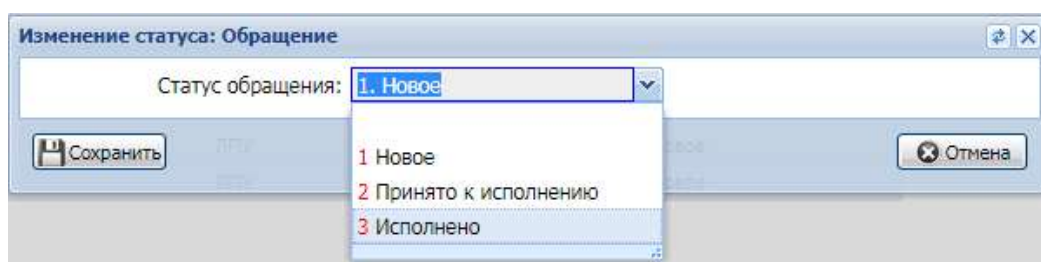 Изменение статуса: Обращение
Статус обращения: 1. Новое
1 Новое
2 Принято к исполнению
3 Исполнено
Сохранить
Отмена